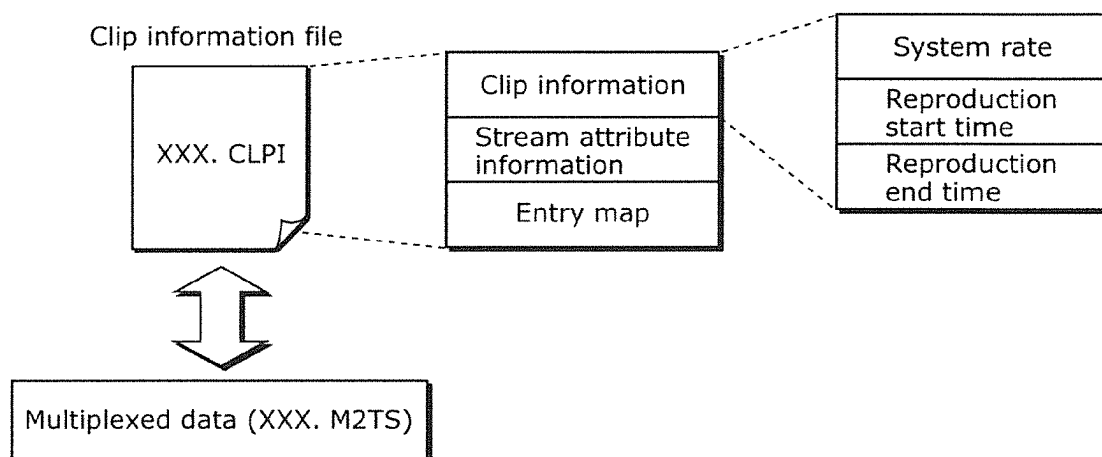 Clip information file
XXX. CLPI
Clip information
Stream attribute
information
Entry map
System rate
Reproduction
start time
Reproduction
end time
Multiplexed data (XXX. M2TS)